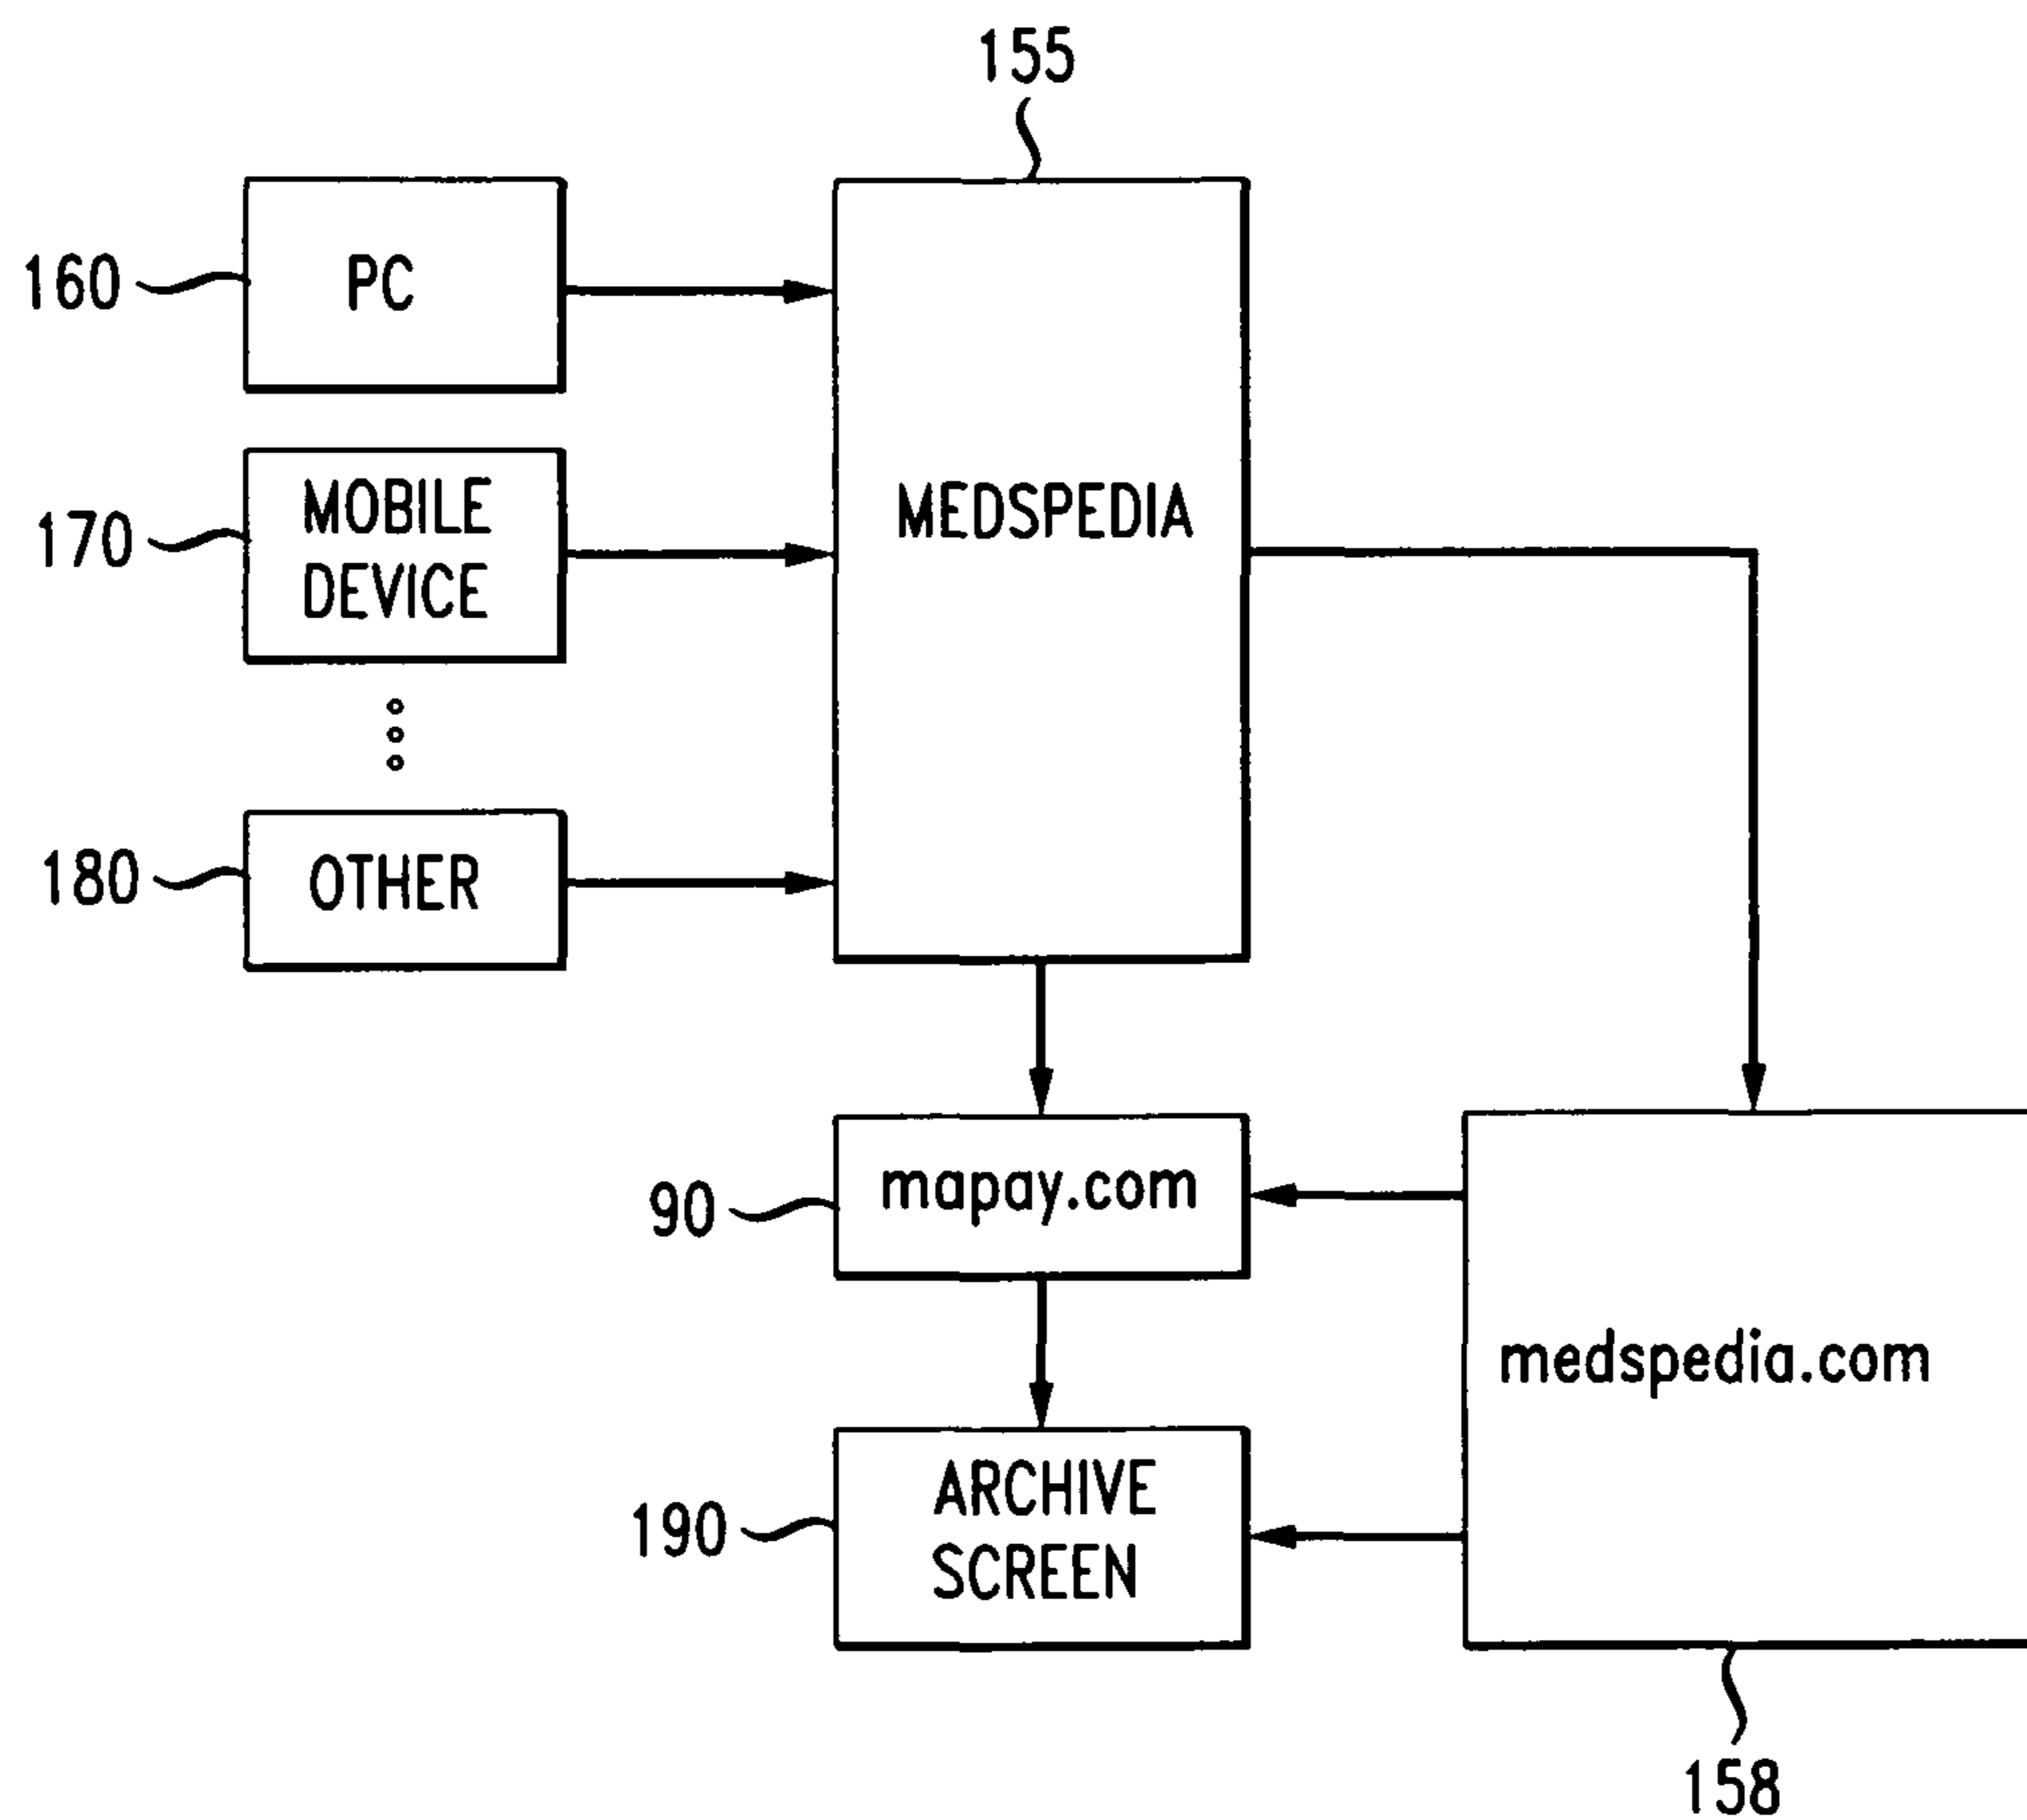 155
160
PC
170
MOBILE
DEVICE
MEDSPEDIA
180
OTHER
90
mapay.com
medspedia.com
190
ARCHIVE
SCREEN
158